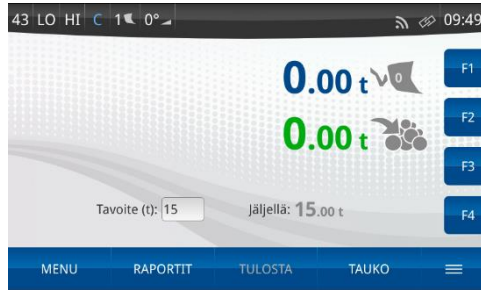 43 LO HI C 1 0° 09:49
0.00 t 0 F1
F2
0.00 t
F3
Tavoite (t): 15 Jäljellä: 15.00 t F4
MENU RAPORTIT TULOSTA TAUKO